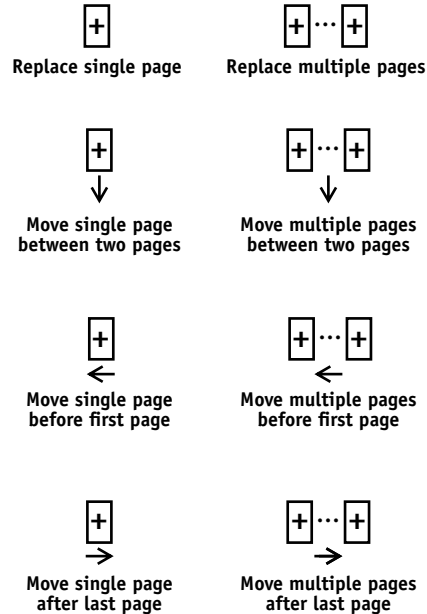 Replace single page
Replace multiple pages
Move single page
between two pages
Move multiple pages
between two pages
Move single page
before first page
Move multiple pages
before first page
Move single page
after last page
Move multiple pages
after last page